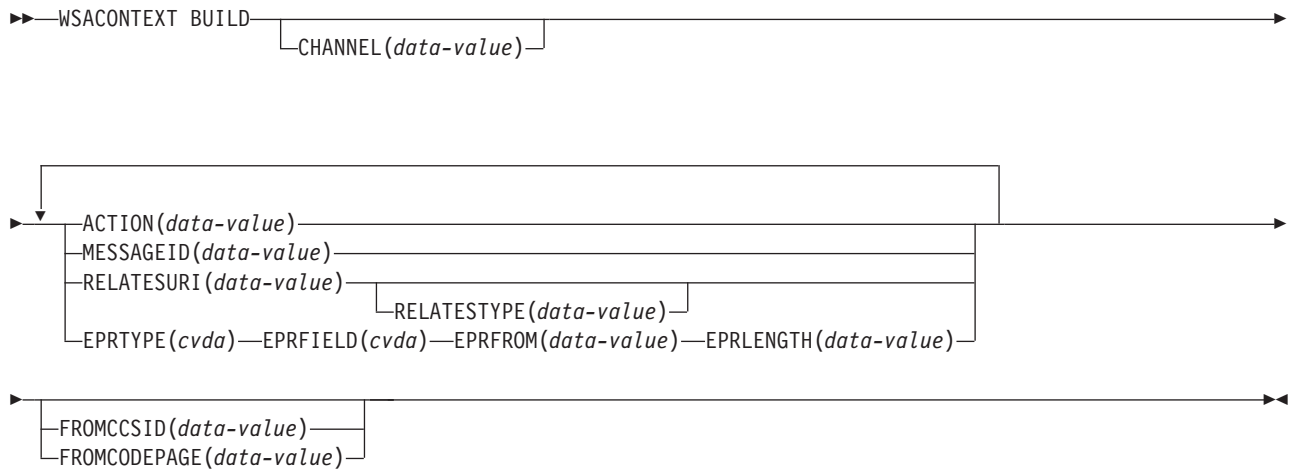 WSACONTEXT BUILD
CHANNEL(data-value)
ACTION(data-value)
MESSAGEID(data-value)
RELATESURI(data-value)
RELATESTYPE(data-value)
EPRTYPE(cvda) EPRFIELD(cvda) EPRFROM(data-value) EPRLENGTH(data-value)
FROMCCSID(data-value)
FROMCODEPAGE(data-value)